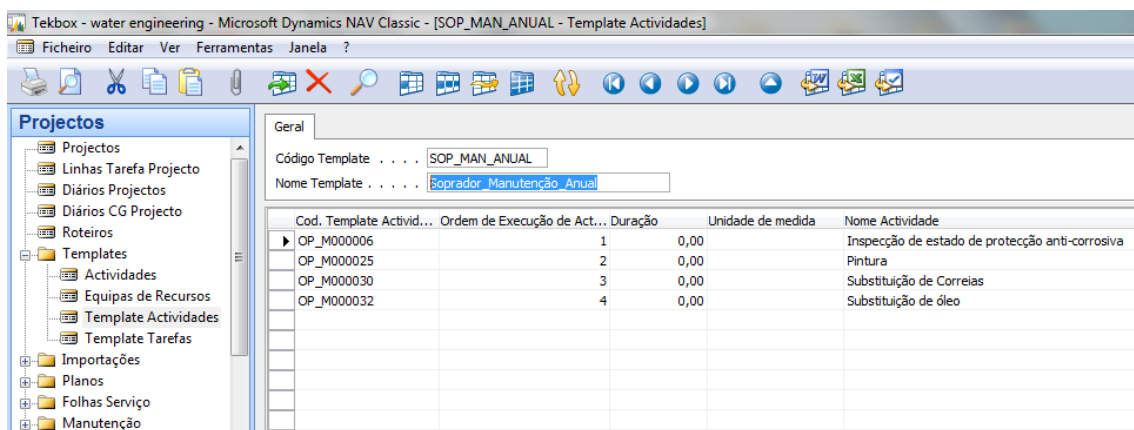 Tekbox - water engineering - Microsoft Dynamics NAV Classic - [SOP_MAN_ANUAL - Template Actividades]
Ficheiro Editar Ver Ferramentas Janela ?
Projectos
Projectos
Linhas Tarefa Projecto
Diários Projectos
Diários CG Projecto
Roteiros
Templates
Actividades
Equipas de Recursos
Template Actividades
Template Tarefas
Importações
Planos
Folhas Serviço
Manutenção
Geral
Código Template . . . . SOP_MAN_ANUAL
Nome Template . . . . . Soprador_Manutenção_Anual
Cod. Template Activid... Ordem de Execução de Act... Duração Unidade de medida Nome Actividade
OP_M000006 1 0,00 Inspecção de estado de protecção anti-corrosiva
OP_M000025 2 0,00 Pintura
OP_M000030 3 0,00 Substituição de Correias
OP_M000032 4 0,00 Substituição de óleo